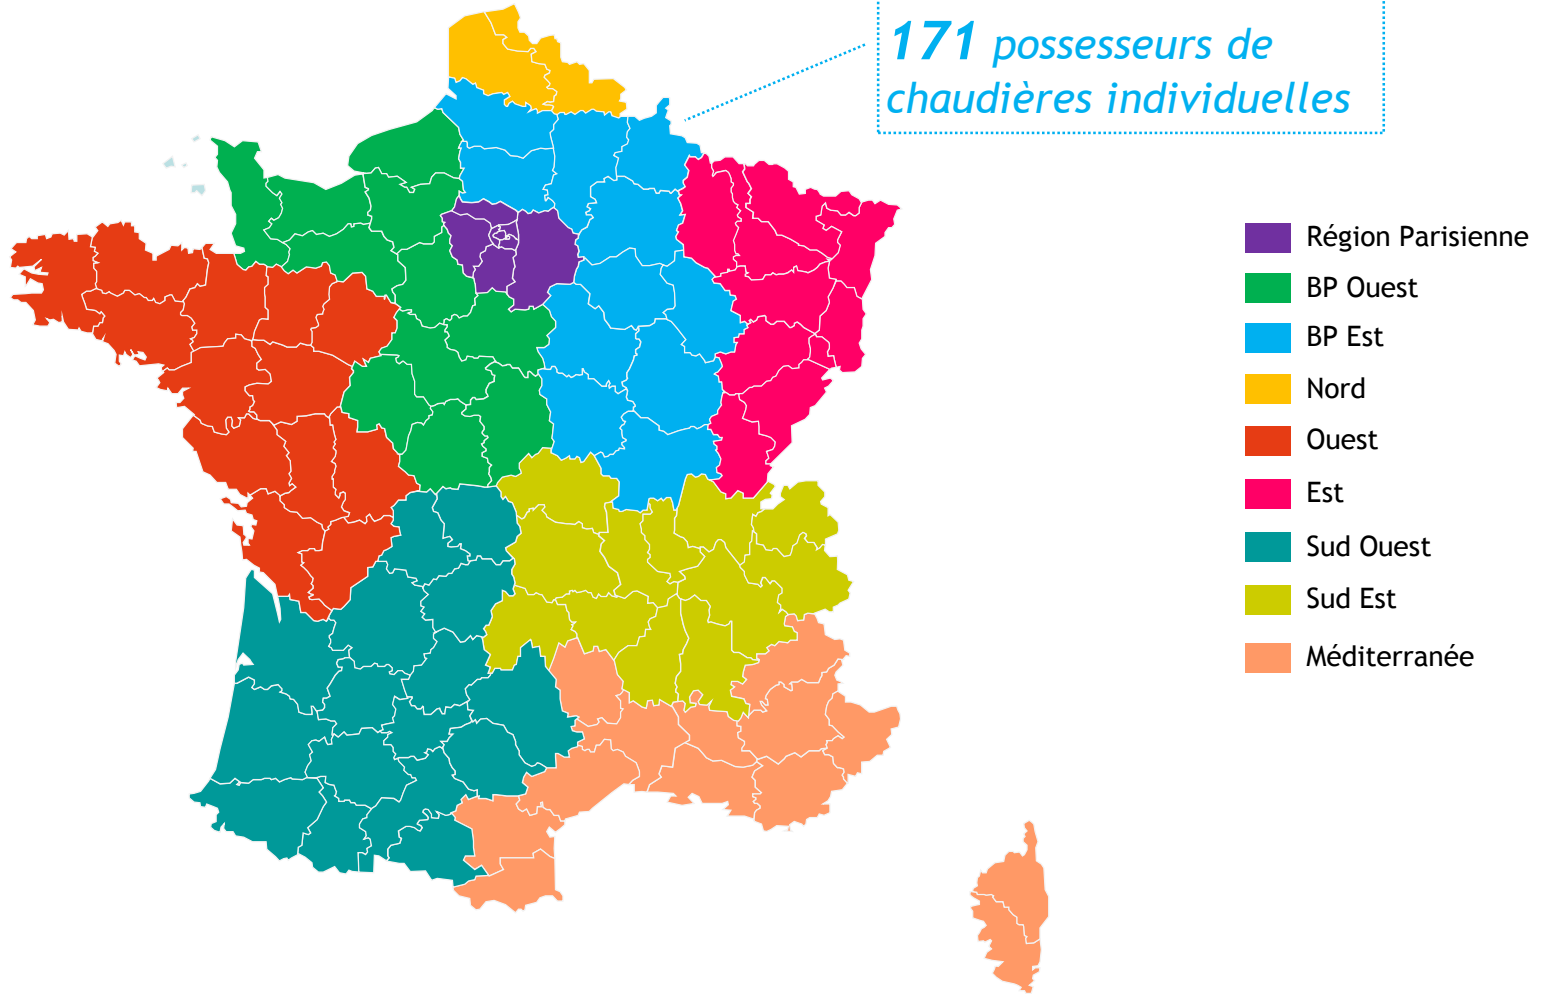 171 possesseurs de
chaudières individuelles
Région Parisienne
BP Ouest
BP Est
Nord
Ouest
Est
Sud Ouest
Sud Est
Méditerranée